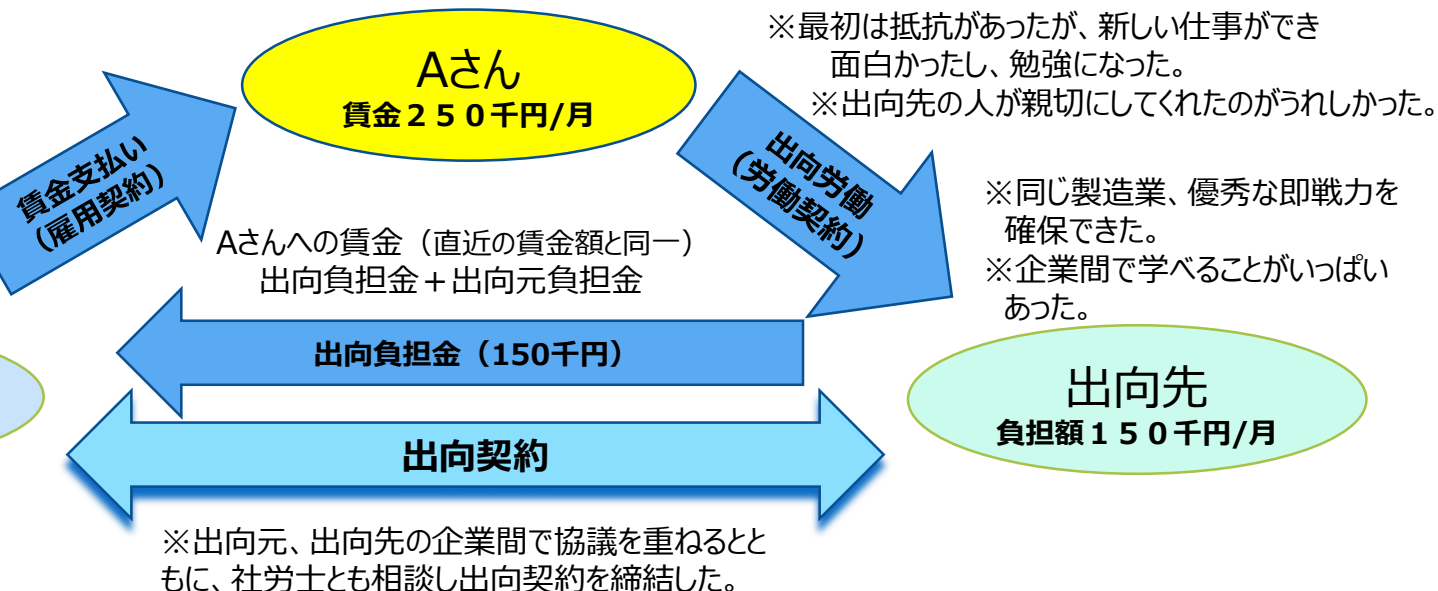 ※最初は抵抗があったが、新しい仕事ができ
面白かったし、勉強になった。
※出向先の人が親切にしてくれたのがうれしかった。
Aさん
賃金250千円/月
賃金支払い
(雇用契約)
出向労働
(労働契約)
※同じ製造業、優秀な即戦力を
確保できた。
※企業間で学べることがいっぱい
あった。
Aさんへの賃金(直近の賃金額と同一)
出向負担金+出向元負担金
出向負担金(150千円)
出向先
負担額150千円/月
出向契約
※出向元、出向先の企業間で協議を重ねるとと
もに、社労士とも相談し出向契約を締結した。